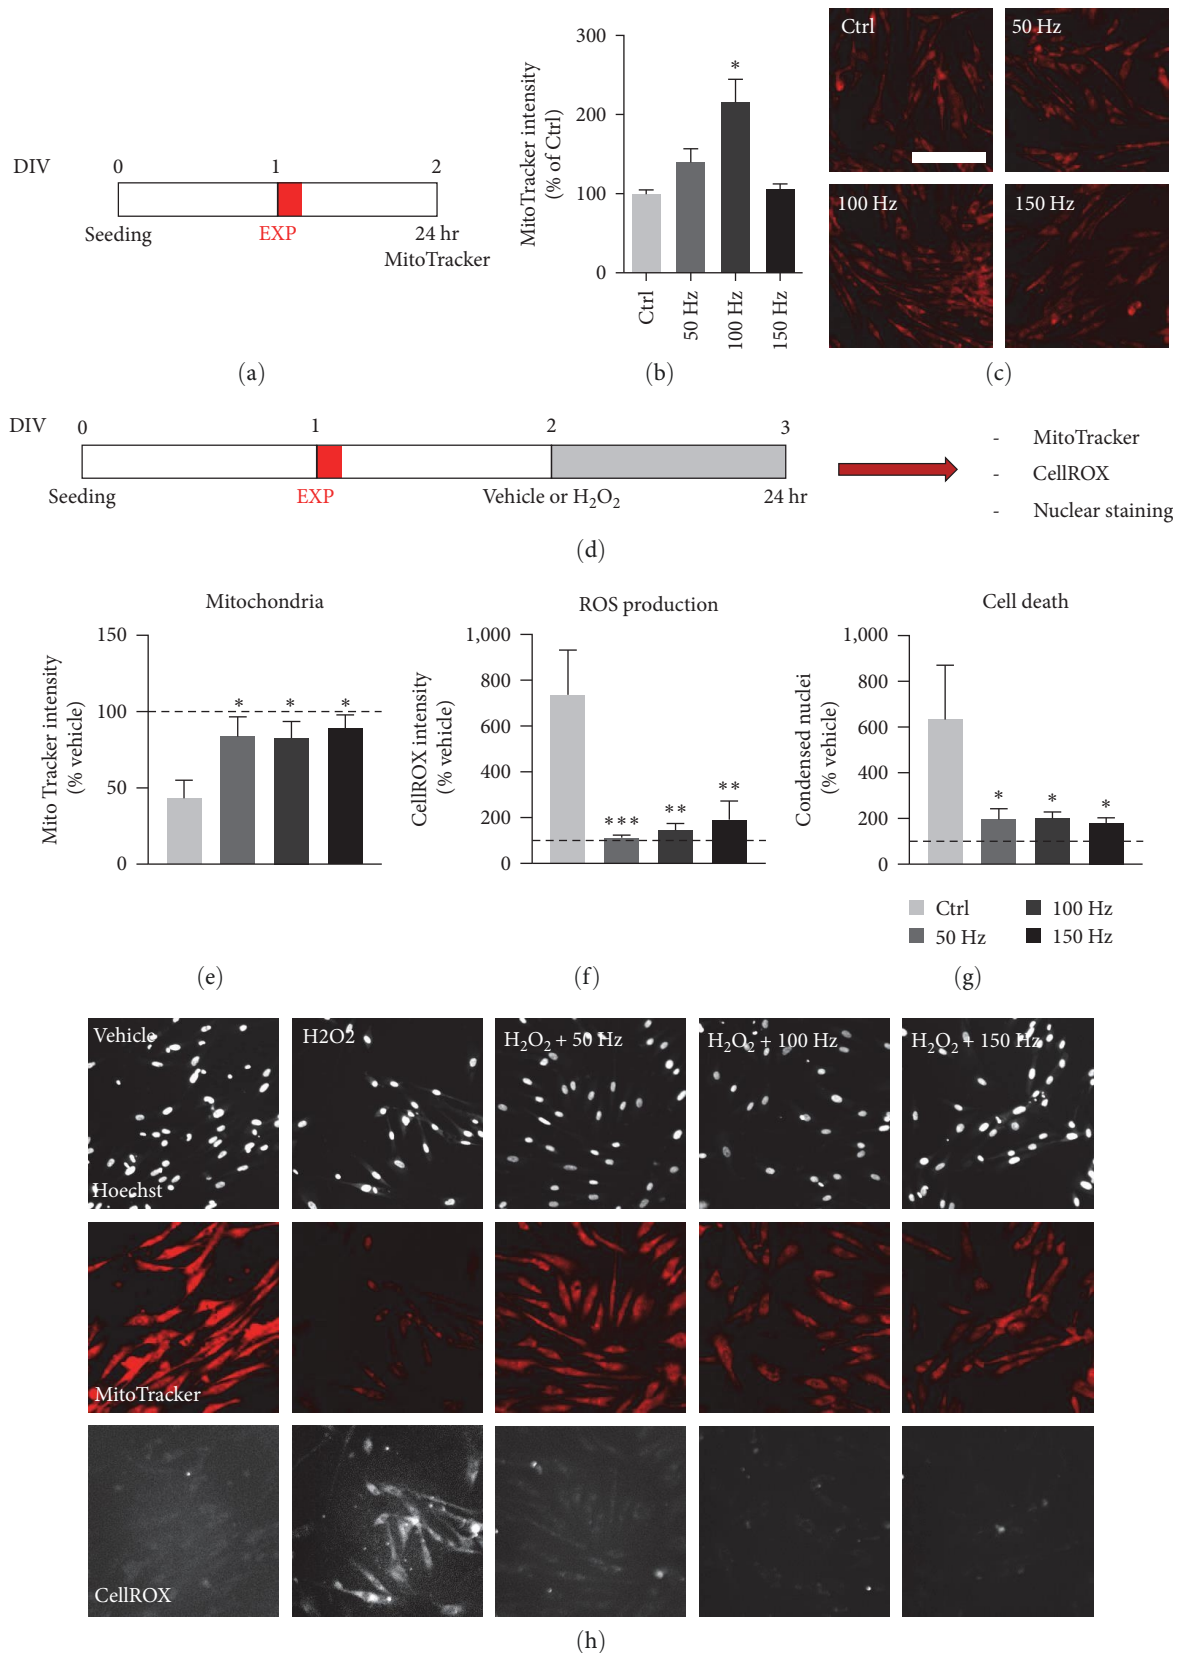 DIV 0 1 2
Seeding EXP 24 hr
MitoTracker
(a)
MitoTracker intensity
(% of Ctrl)
300
200
100
0
*
Ctrl 50 Hz 100 Hz 150 Hz
(b)
Ctrl 50 Hz
100 Hz 150 Hz
(c)
DIV 0 1 2 3
Seeding EXP Vehicle or H₂O₂ 24 hr
- MitoTracker
- CellROX
- Nuclear staining
(d)
Mitochondria
Mito Tracker intensity
(% vehicle)
150
100
50
0
* * *
(e)
ROS production
CellROX intensity
(% vehicle)
1,000
800
600
400
200
0
*** ** **
(f)
Cell death
Condensed nuclei
(% vehicle)
1,000
800
600
400
200
0
* * *
Ctrl 100 Hz
50 Hz 150 Hz
(g)
Vehicle H2O2 H₂O₂ + 50 Hz H₂O₂ + 100 Hz H₂O₂ + 150 Hz
Hoechst
MitoTracker
CellROX
(h)